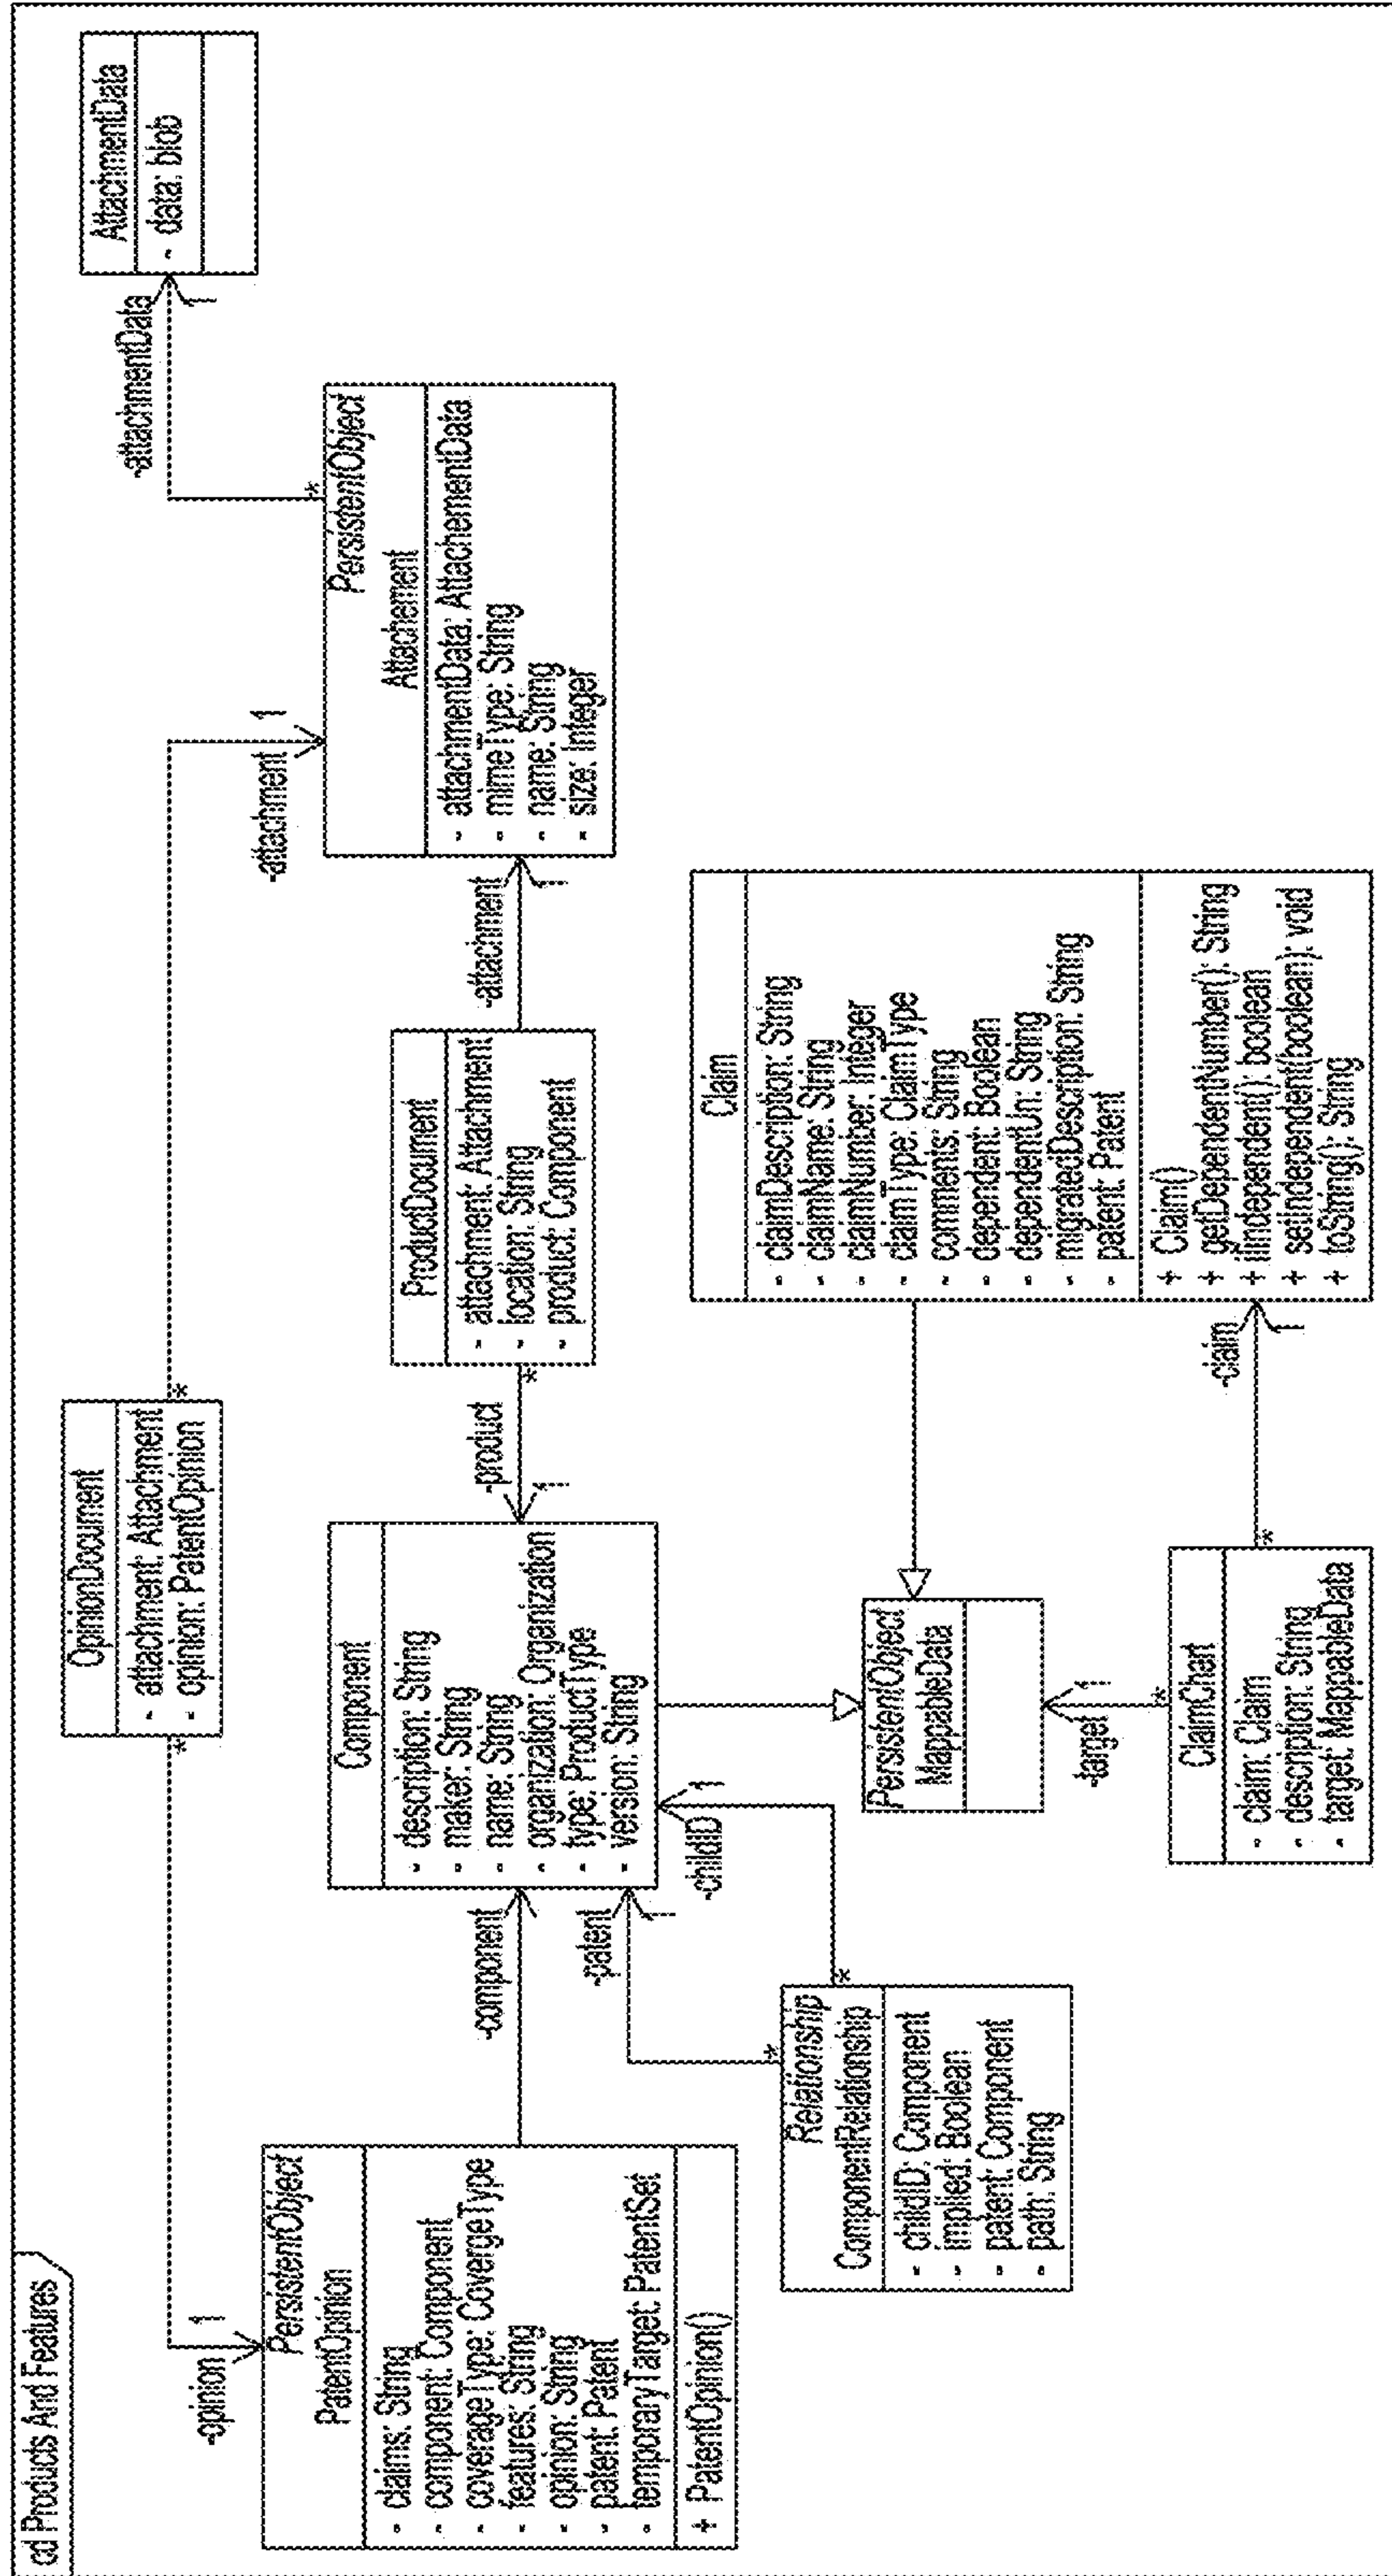 cd Products And Features
OpinionDocument
- attachment: Attachment
- opinion: PatentOpinion
AttachmentData
- data: blob
-opinion
1
*
*
-attachment
1
-attachmentData
1
*
PersistentObject
PatentOpinion
- claims: String
- component: Component
- coverageType: CovergeType
- features: String
- opinion: String
- patent: Patent
- temporaryTarget: PatentSet
+ PatentOpinion()
-component
Component
- description: String
- maker: String
- name: String
- organization: Organization
- type: ProductType
- version: String
-product
1
*
ProductDocument
- attachment: Attachment
- location: String
- product: Component
-attachment
1
PersistentObject
Attachement
- attachmentData: AttachementData
- mimeType: String
- name: String
- size: Integer
-patent
1
*
-childID
1
*
Relationship
ComponentRelationship
- childID: Component
- implied: Boolean
- patent: Component
- path: String
PersistentObject
MappableData
-target
1
*
ClaimChart
- claim: Claim
- description: String
- target: MappableData
-claim
1
*
Claim
- claimDescription: String
- claimName: String
- claimNumber: Integer
- claimType: ClaimType
- comments: String
- dependent: Boolean
- dependentUn: String
- migratedDescription: String
- patent: Patent
+ Claim()
+ getDependentNumber(): String
+ boolean
+ setIndependent(boolean): void
+ toString(): String